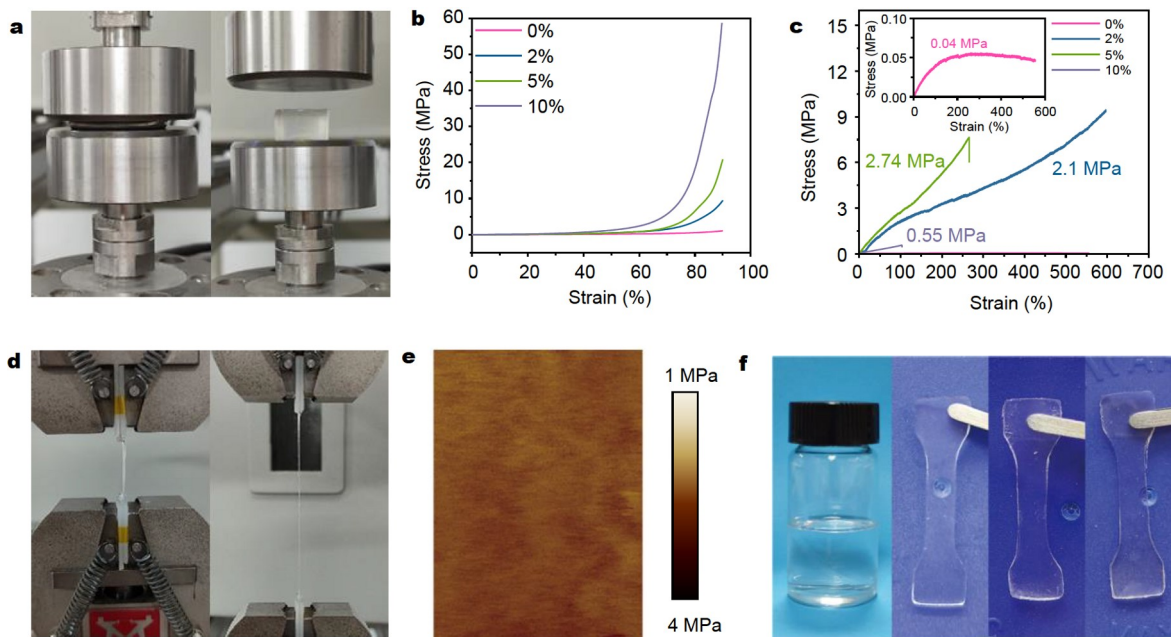 a
b
60
50
40
30
20
10
0
Stress (MPa)
0%
2%
5%
10%
0 20 40 60 80 100
Strain (%)
c
15
12
9
6
3
0
Stress (MPa)
0.10
0.05
0.00
Stress (MPa)
0.04 MPa
0 200 400 600
Strain (%)
0%
2%
5%
10%
2.74 MPa
2.1 MPa
0.55 MPa
0 100 200 300 400 500 600 700
Strain (%)
d
e
1 MPa
4 MPa
f